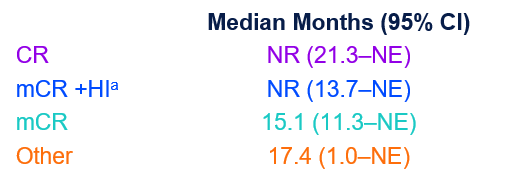 Median Months (95% CI)
CR NR (21.3–NE)
mCR +HIᵃ NR (13.7–NE)
mCR 15.1 (11.3–NE)
Other 17.4 (1.0–NE)